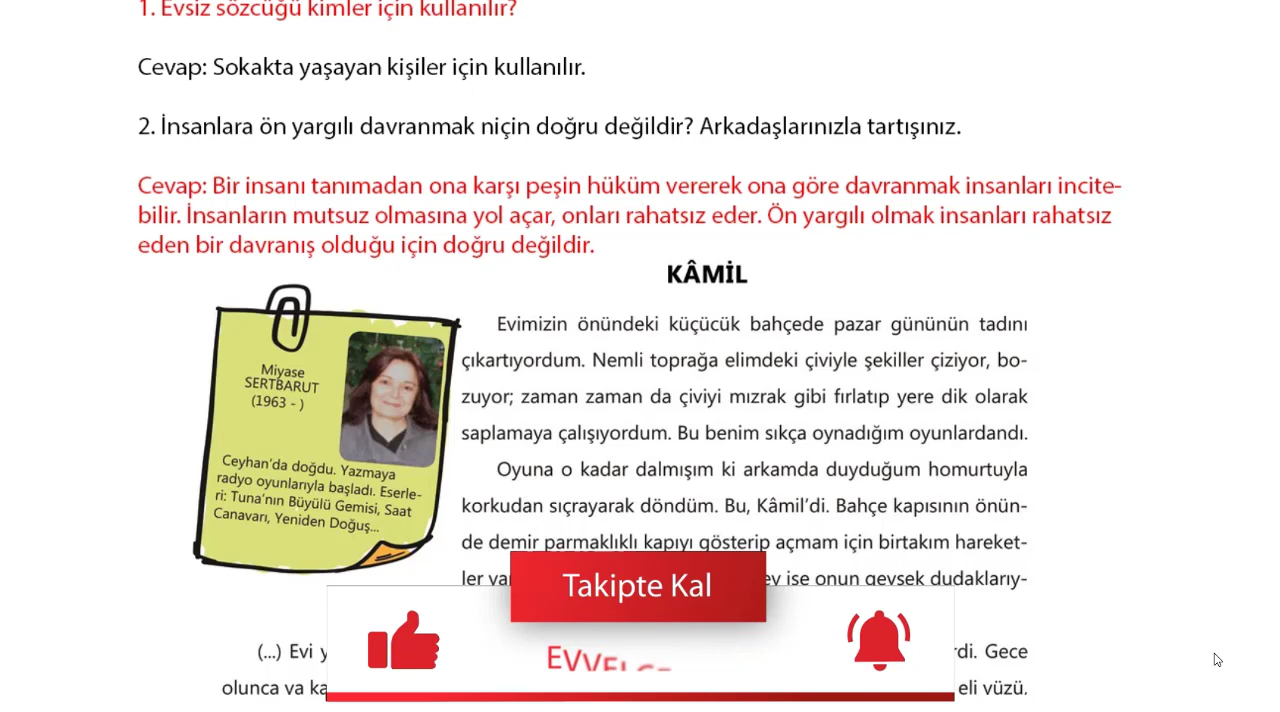 1. Evsiz sözcüğü kimler için kullanılır?
Cevap: Sokakta yaşayan kişiler için kullanılır.
2. İnsanlara ön yargılı davranmak niçin doğru değildir? Arkadaşlarınızla tartışınız.
Cevap: Bir insanı tanımadan ona karşı peşin hüküm vererek ona göre davranmak insanları incite-
bilir. İnsanların mutsuz olmasına yol açar, onları rahatsız eder. Ön yargılı olmak insanları rahatsız
eden bir davranış olduğu için doğru değildir.
KÂMİL
Miyase
SERTBARUT
(1963 - )
Ceyhan’da doğdu. Yazmaya
radyo oyunlarıyla başladı. Eserle-
ri: Tuna’nın Büyülü Gemisi, Saat
Canavarı, Yeniden Doğuş...
Evimizin önündeki küçücük bahçede pazar gününün tadını
çıkartıyordum. Nemli toprağa elimdeki çiviyle şekiller çiziyor, bo-
zuyor; zaman zaman da çiviyi mızrak gibi fırlatıp yere dik olarak
saplamaya çalışıyordum. Bu benim sıkça oynadığım oyunlardandı.
Oyuna o kadar dalmışım ki arkamda duyduğum homurtuyla
korkudan sıçrayarak döndüm. Bu, Kâmil’di. Bahçe kapısının önün-
de demir parmaklıklı kapıyı gösterip açmam için birtakım hareket-
ler ise onun gevşek dudaklarıy-
Takipte Kal
(...) Evi Gece
olunca va eli yüzü.